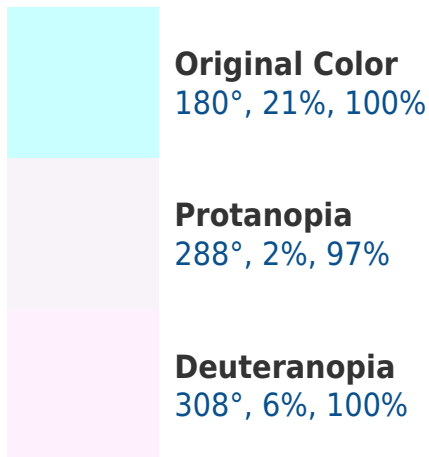 Original Color
180°, 21%, 100%
Protanopia
288°, 2%, 97%
Deuteranopia
308°, 6%, 100%